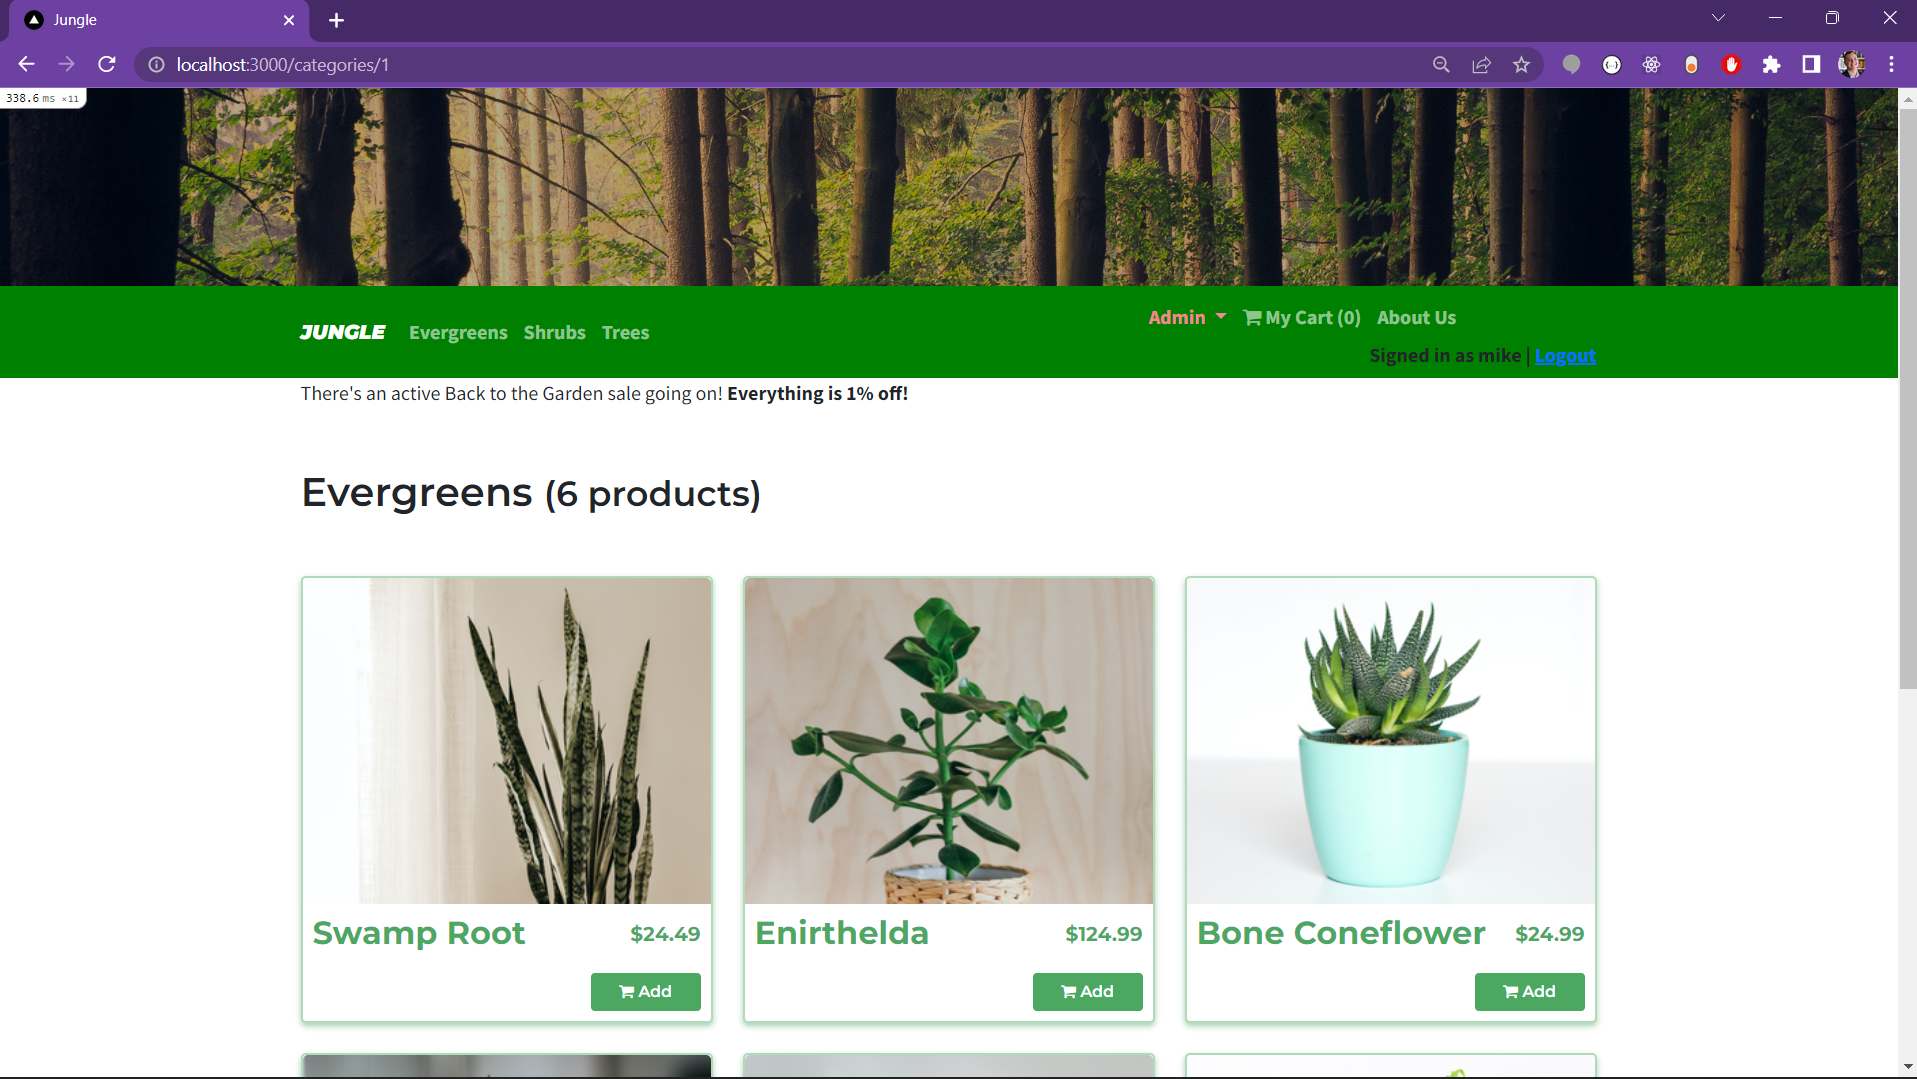 Jungle
localhost:3000/categories/1
338.6 ms ×11
JUNGLE Evergreens Shrubs Trees
Admin My Cart (0) About Us
Signed in as mike | Logout
There's an active Back to the Garden sale going on! Everything is 1% off!
Evergreens (6 products)
Swamp Root $24.49
Enirthelda $124.99
Bone Coneflower $24.99
Add
Add
Add